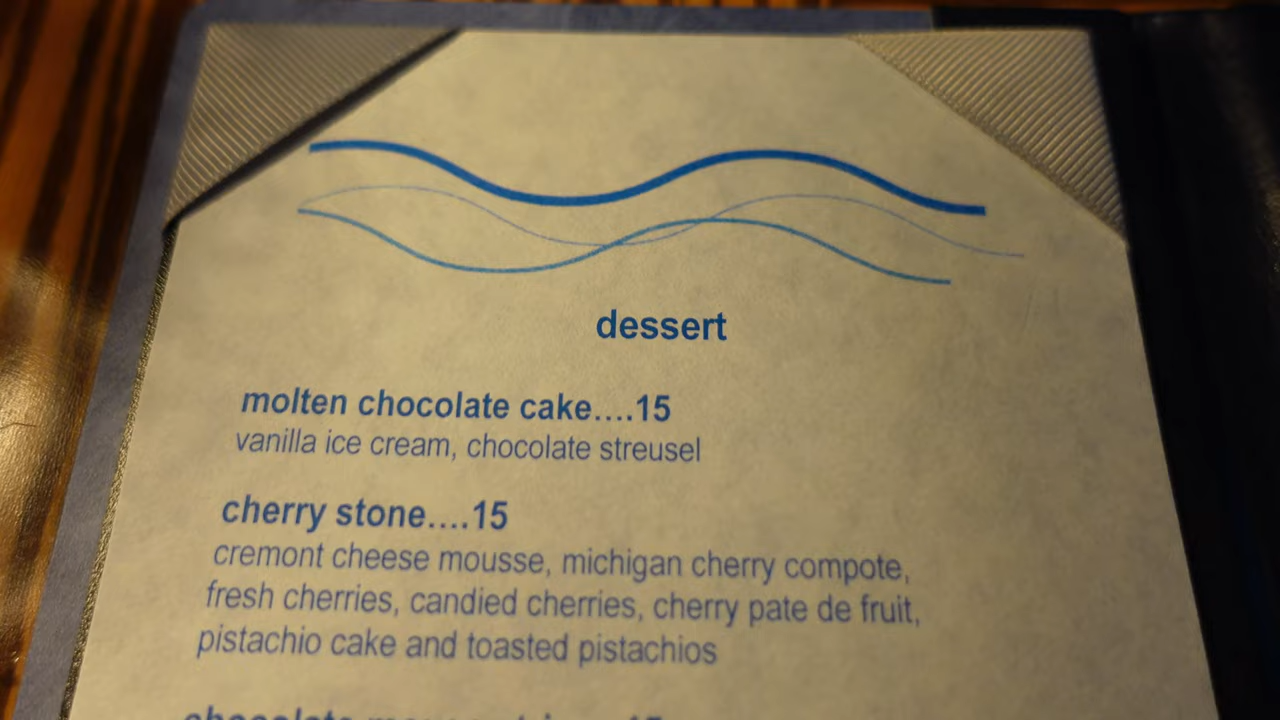 dessert
molten chocolate cake....15
vanilla ice cream, chocolate streusel
cherry stone....15
cremont cheese mousse, michigan cherry compote,
fresh cherries, candied cherries, cherry pate de fruit,
pistachio cake and toasted pistachios
chocolate